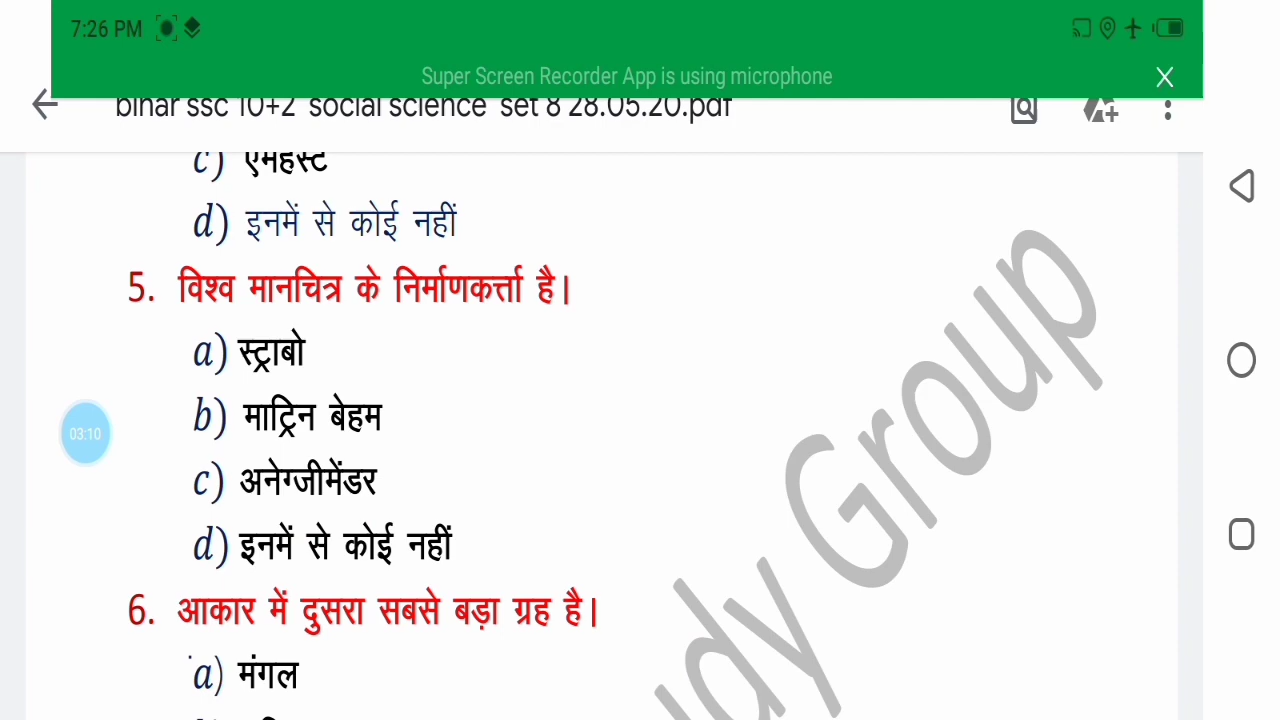 7:26 PM
Super Screen Recorder App is using microphone X
bihar ssc 10+2 social science set 8 28.05.20.pdf
c) एमहर्स्ट
d) इनमें से कोई नहीं
5. विश्व मानचित्र के निर्माणकर्त्ता है।
a) स्ट्राबो
b) माट्रिन बेहम
c) अनेग्जीमेंडर
d) इनमें से कोई नहीं
03:10
6. आकार में दुसरा सबसे बड़ा ग्रह है।
a) मंगल
Group